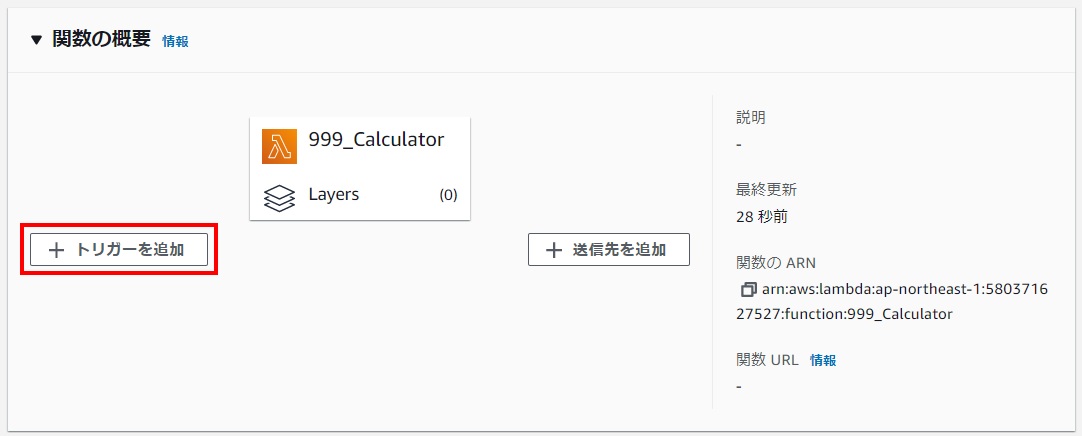 ▼ 関数の概要 情報
999_Calculator
Layers (0)
+ トリガーを追加
+ 送信先を追加
説明
-
最終更新
28 秒前
関数の ARN
arn:aws:lambda:ap-northeast-1:5803716
27527:function:999_Calculator
関数 URL 情報
-